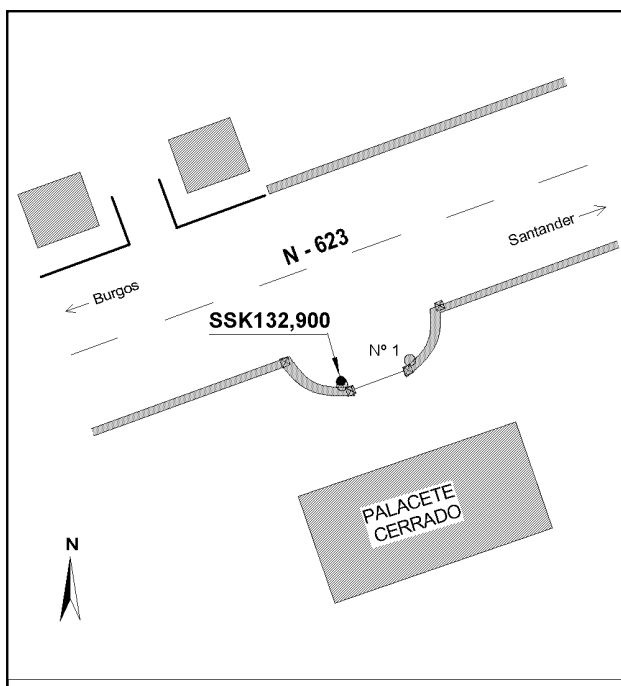 N - 623
Santander
Burgos
SSK132,900
Nº 1
PALACETE
CERRADO
N